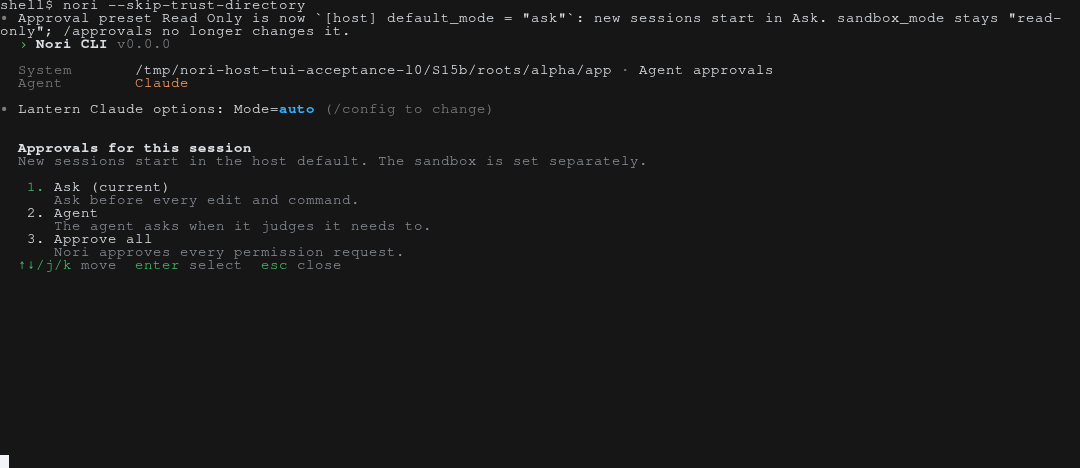 shell$ nori --skip-trust-directory
• Approval preset Read Only is now `[host] default_mode = "ask"`: new sessions start in Ask. sandbox_mode stays "read-
only"; /approvals no longer changes it.
› Nori CLI v0.0.0
System /tmp/nori-host-tui-acceptance-l0/S15b/roots/alpha/app · Agent approvals
Agent Claude
• Lantern Claude options: Mode=auto (/config to change)
Approvals for this session
New sessions start in the host default. The sandbox is set separately.
1. Ask (current)
Ask before every edit and command.
2. Agent
The agent asks when it judges it needs to.
3. Approve all
Nori approves every permission request.
↑↓/j/k move enter select esc close